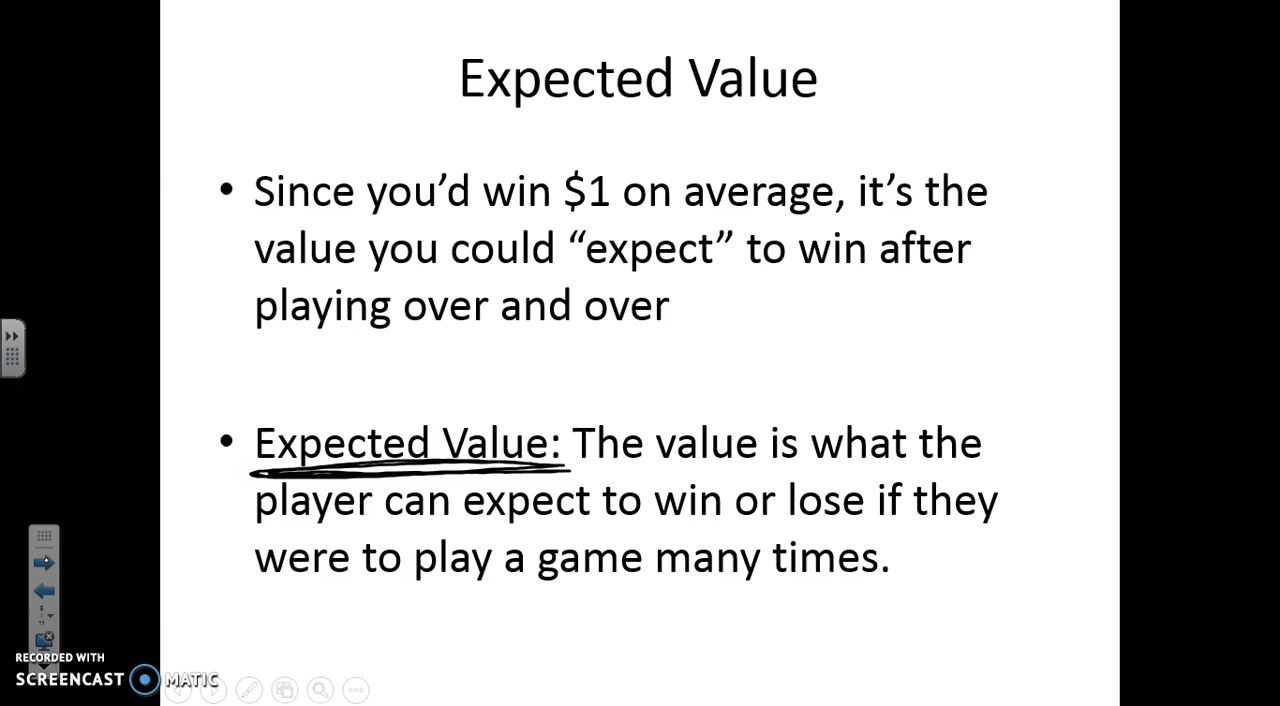 Expected Value
• Since you’d win $1 on average, it’s the
value you could “expect” to win after
playing over and over
• Expected Value: The value is what the
player can expect to win or lose if they
were to play a game many times.
RECORDED WITH
SCREENCAST MATIC